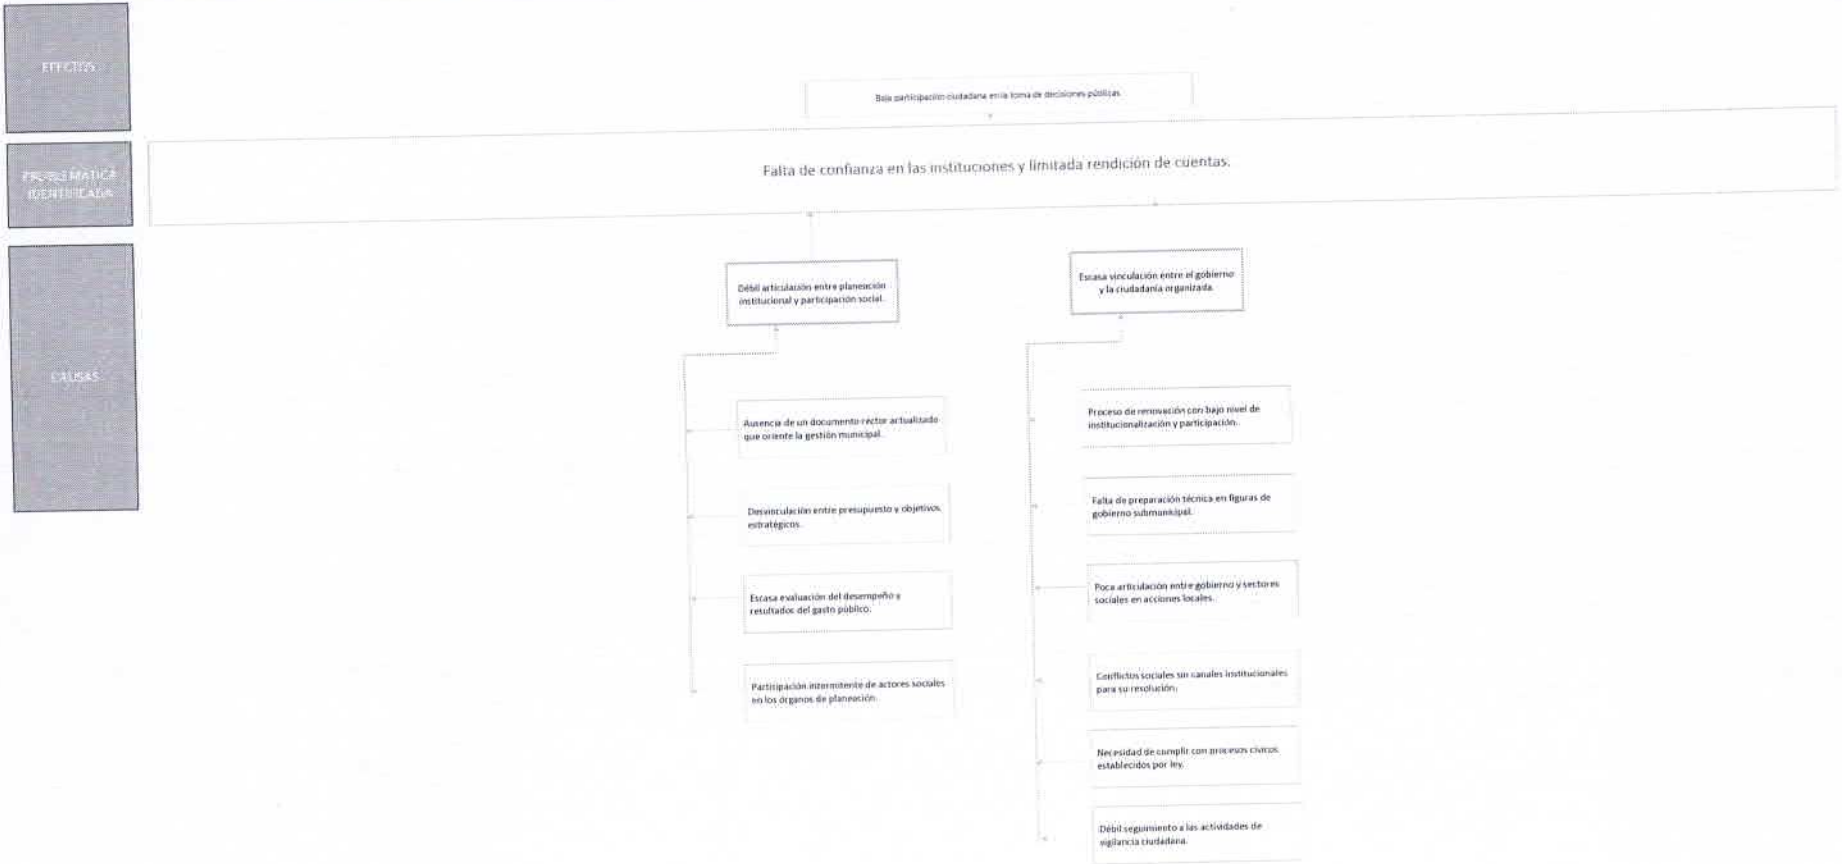 EFECTOS
Baja participación ciudadana en la toma de decisiones públicas.
PROBLEMÁTICA
IDENTIFICADA
Falta de confianza en las instituciones y limitada rendición de cuentas.
CAUSAS
Débil articulación entre planeación
institucional y participación social.
Ausencia de un documento rector actualizado
que oriente la gestión municipal.
Desvinculación entre presupuesto y objetivos
estratégicos.
Escasa evaluación del desempeño y
resultados del gasto público.
Participación intermitente de actores sociales
en los órganos de planeación.
Escasa vinculación entre el gobierno
y la ciudadanía organizada.
Proceso de renovación con bajo nivel de
institucionalización y participación.
Falta de preparación técnica en figuras de
gobierno submunicipal.
Poca articulación entre gobierno y sectores
sociales en acciones locales.
Conflictos sociales sin canales institucionales
para su resolución.
Necesidad de cumplir con procesos cívicos
establecidos por ley.
Débil seguimiento a las actividades de
vigilancia ciudadana.